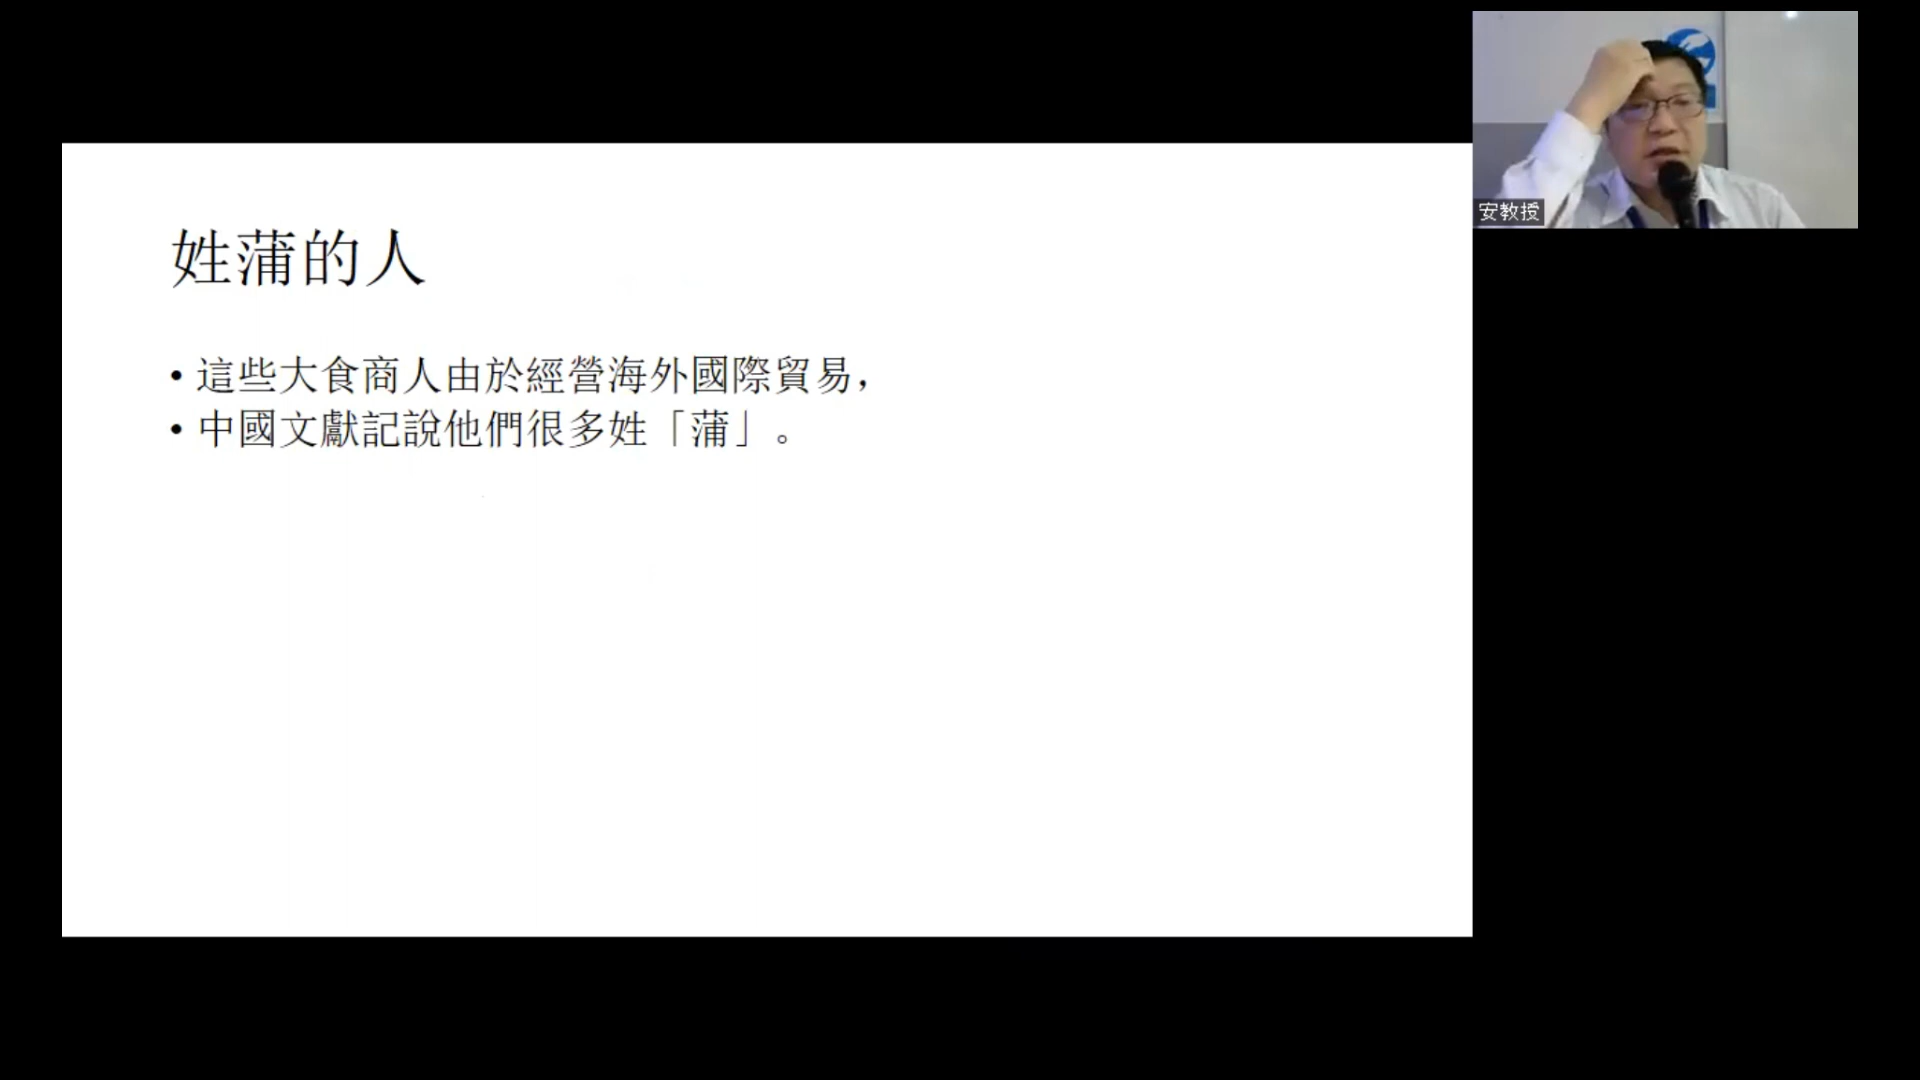 姓蒲的人
• 這些大食商人由於經營海外國際貿易，
• 中國文獻記說他們很多姓「蒲」。
安教授